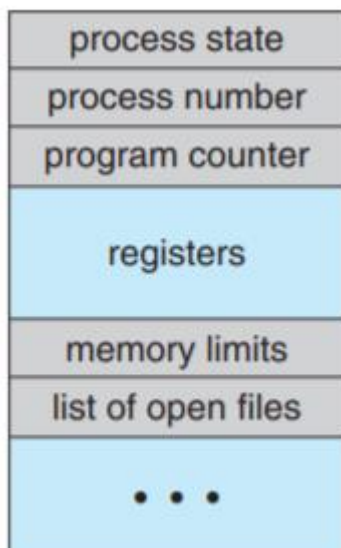 process state
process number
program counter
registers
memory limits
list of open files
• • •